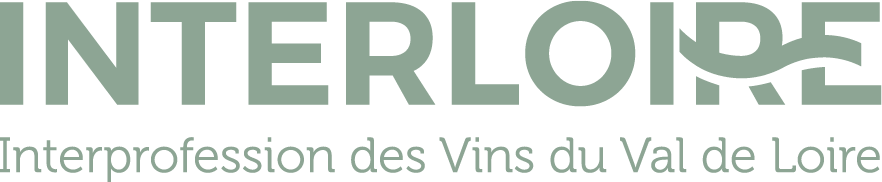 INTERLOIRE
Interprofession des Vins du Val de Loire